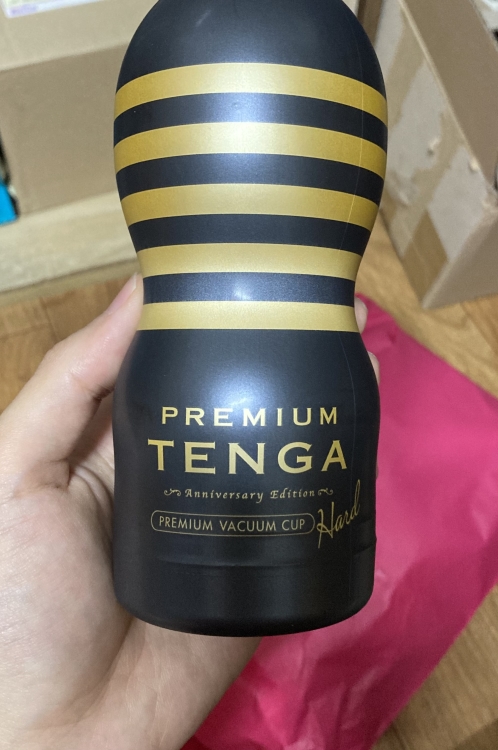 PREMIUM
TENGA
Anniversary Edition
PREMIUM VACUUM CUP Hard